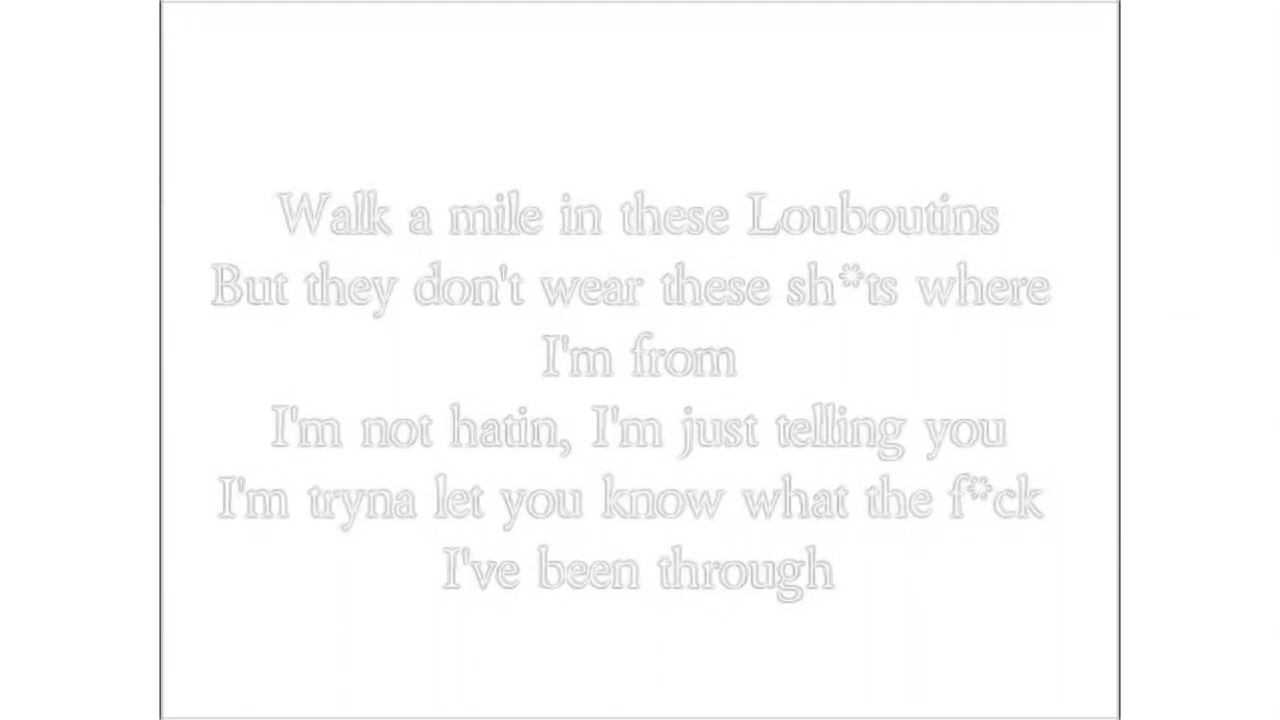 Walk a mile in these Louboutins
But they don't wear these sh*ts where
I'm from
I'm not hatin, I'm just telling you
I'm tryna let you know what the f*ck
I've been through